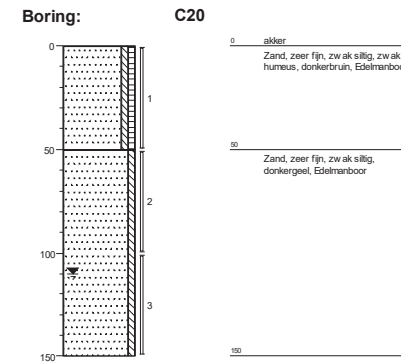 Boring: C20
0
50
100
150
1
2
3
0 akker
Zand, zeer fijn, zwak siltig, zwak
humeus, donkerbruin, Edelmanboo
50
Zand, zeer fijn, zwak siltig,
donkergeel, Edelmanboor
150